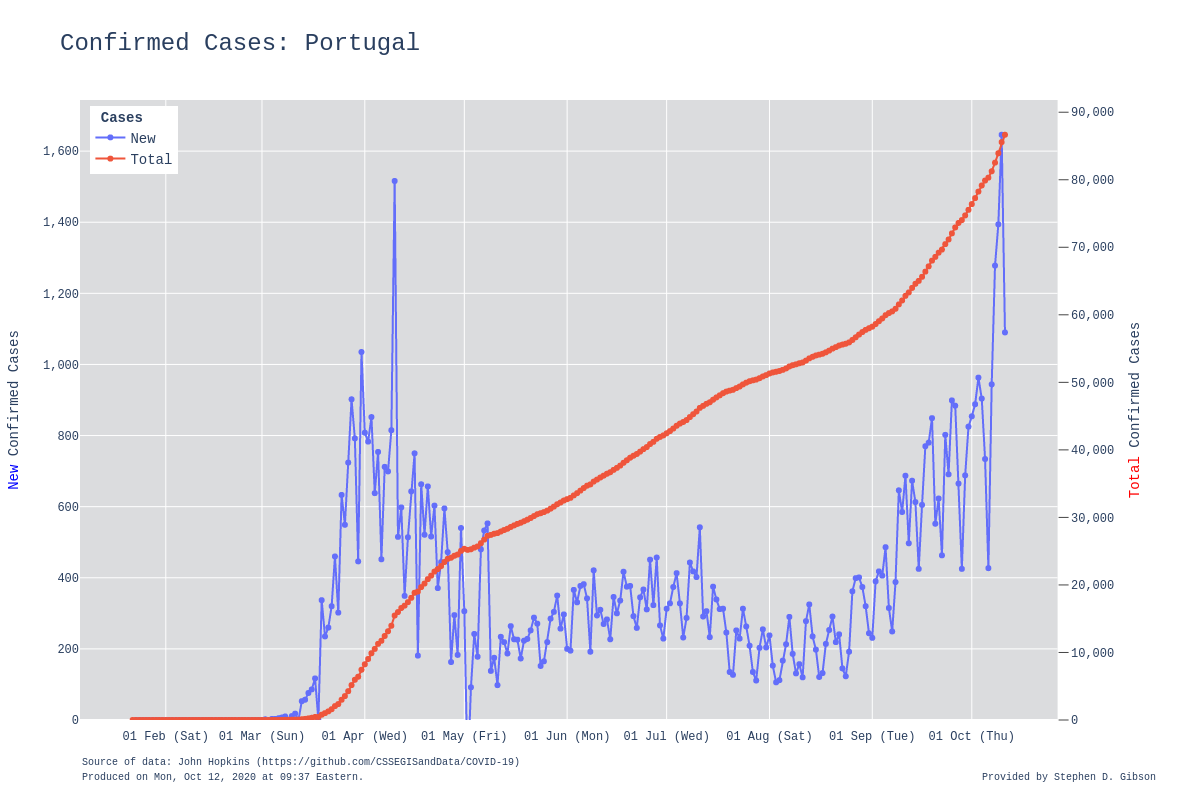 Confirmed Cases: Portugal
Cases
New
Total
1,600
1,400
1,200
1,000
800
600
400
200
0
New Confirmed Cases
90,000
80,000
70,000
60,000
50,000
40,000
30,000
20,000
10,000
0
Total Confirmed Cases
01 Feb (Sat) 01 Mar (Sun) 01 Apr (Wed) 01 May (Fri) 01 Jun (Mon) 01 Jul (Wed) 01 Aug (Sat) 01 Sep (Tue) 01 Oct (Thu)
Source of data: John Hopkins (https://github.com/CSSEGISandData/COVID-19)
Produced on Mon, Oct 12, 2020 at 09:37 Eastern.
Provided by Stephen D. Gibson